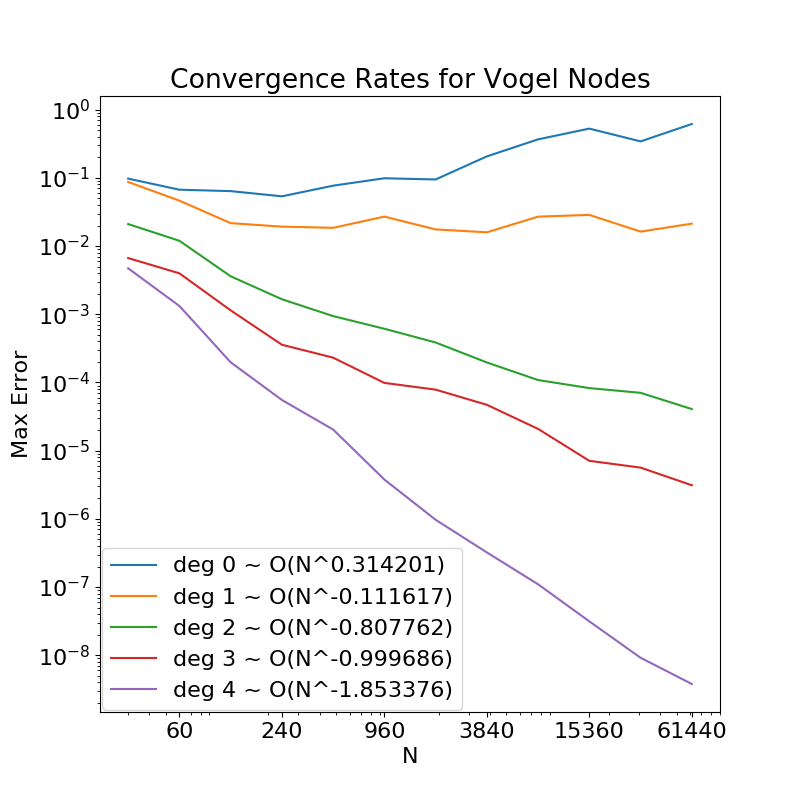 Convergence Rates for Vogel Nodes
Max Error
10^0
10^-1
10^-2
10^-3
10^-4
10^-5
10^-6
10^-7
10^-8
deg 0 ~ O(N^0.314201)
deg 1 ~ O(N^-0.111617)
deg 2 ~ O(N^-0.807762)
deg 3 ~ O(N^-0.999686)
deg 4 ~ O(N^-1.853376)
60 240 960 3840 15360 61440
N